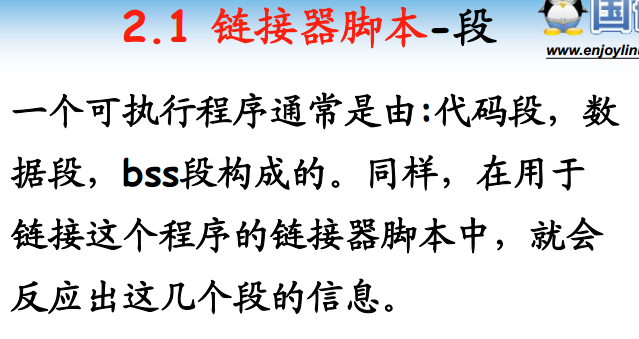 2.1 链接器脚本-段
www.enjoylin
一个可执行程序通常是由:代码段，数
据段，bss段构成的。同样，在用于
链接这个程序的链接器脚本中，就会
反应出这几个段的信息。